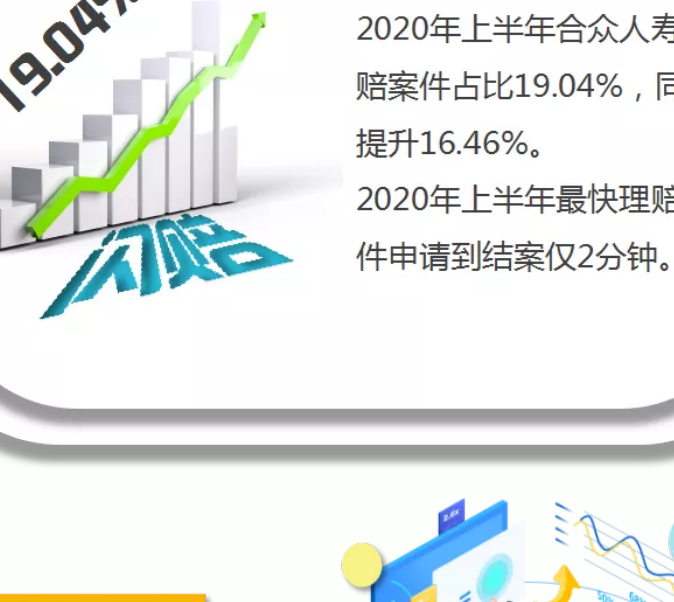 19.04%
2020年上半年合众人寿
赔案件占比19.04%，同
提升16.46%。
2020年上半年最快理赔
件申请到结案仅2分钟。
闪赔